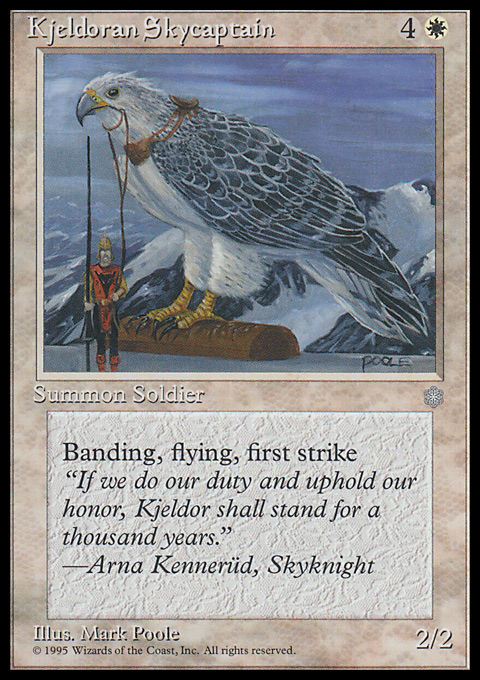 Kjeldoran Skycaptain 4
POOLE
Summon Soldier
Banding, flying, first strike
“If we do our duty and uphold our
honor, Kjeldor shall stand for a
thousand years.”
—Arna Kennerüd, Skyknight
Illus. Mark Poole
2/2
© 1995 Wizards of the Coast, Inc. All rights reserved.